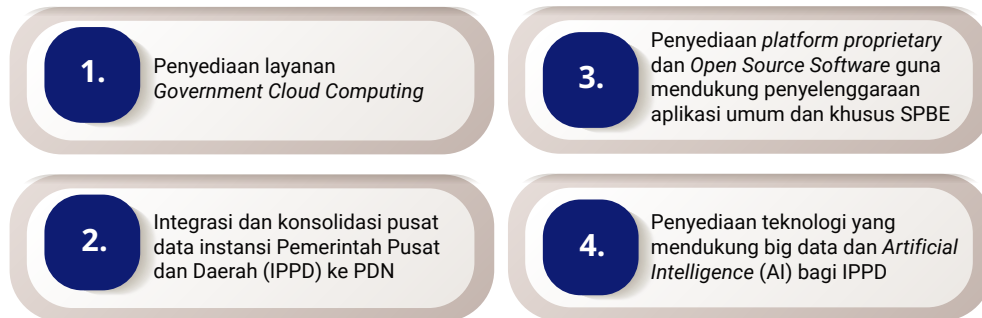 1.
Penyediaan layanan
Government Cloud Computing
2.
Integrasi dan konsolidasi pusat
data instansi Pemerintah Pusat
dan Daerah (IPPD) ke PDN
3.
Penyediaan platform proprietary
dan Open Source Software guna
mendukung penyelenggaraan
aplikasi umum dan khusus SPBE
4.
Penyediaan teknologi yang
mendukung big data dan Artificial
Intelligence (AI) bagi IPPD